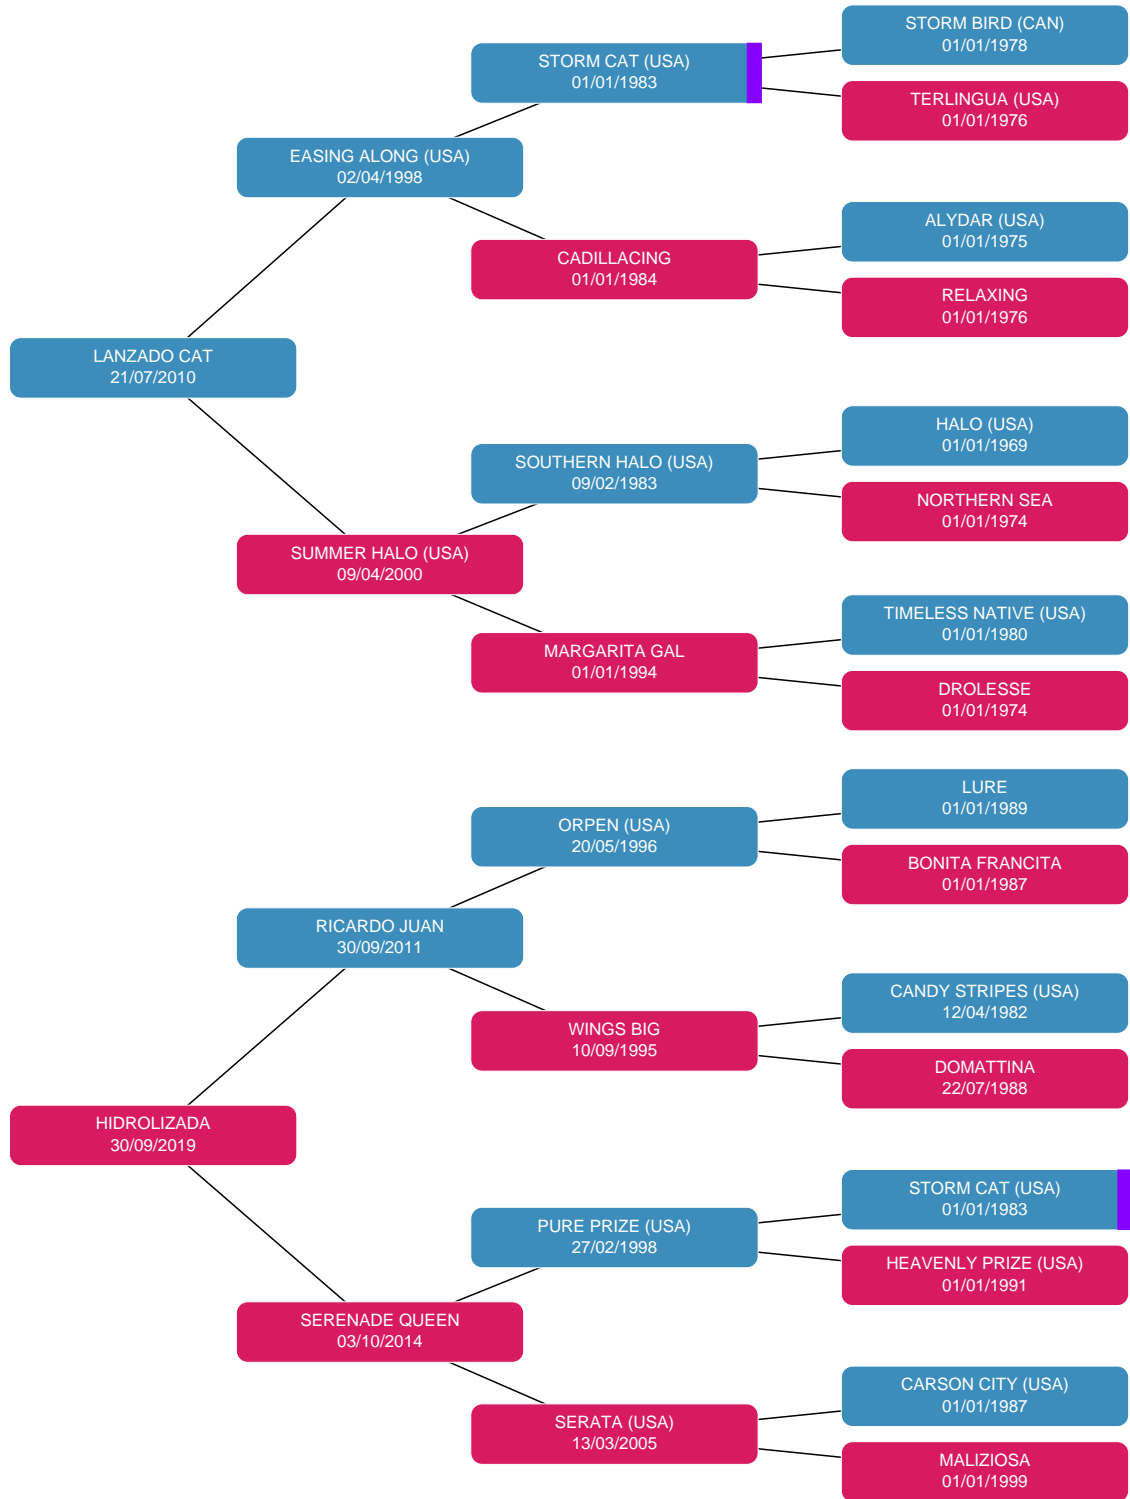 STORM BIRD (CAN)
01/01/1978
STORM CAT (USA)
01/01/1983
TERLINGUA (USA)
01/01/1976
EASING ALONG (USA)
02/04/1998
ALYDAR (USA)
01/01/1975
CADILLACING
01/01/1984
RELAXING
01/01/1976
LANZADO CAT
21/07/2010
HALO (USA)
01/01/1969
SOUTHERN HALO (USA)
09/02/1983
NORTHERN SEA
01/01/1974
SUMMER HALO (USA)
09/04/2000
TIMELESS NATIVE (USA)
01/01/1980
MARGARITA GAL
01/01/1994
DROLESSE
01/01/1974
LURE
01/01/1989
ORPEN (USA)
20/05/1996
BONITA FRANCITA
01/01/1987
RICARDO JUAN
30/09/2011
CANDY STRIPES (USA)
12/04/1982
WINGS BIG
10/09/1995
DOMATTINA
22/07/1988
HIDROLIZADA
30/09/2019
STORM CAT (USA)
01/01/1983
PURE PRIZE (USA)
27/02/1998
HEAVENLY PRIZE (USA)
01/01/1991
SERENADE QUEEN
03/10/2014
CARSON CITY (USA)
01/01/1987
SERATA (USA)
13/03/2005
MALIZIOSA
01/01/1999